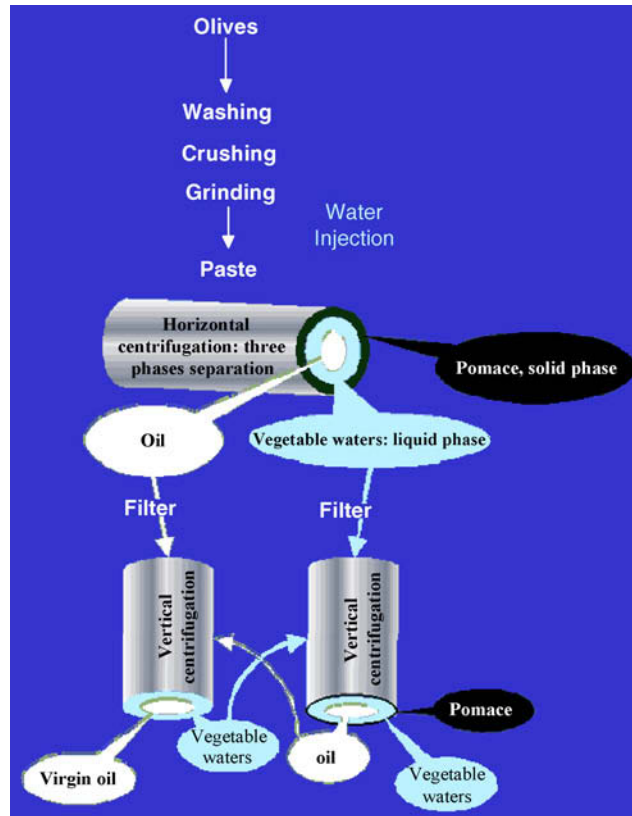 Olives
Washing
Crushing
Grinding
Water
Injection
Paste
Horizontal
centrifugation: three
phases separation
Pomace, solid phase
Oil
Vegetable waters: liquid phase
Filter
Filter
Vertical
centrifugation
Vertical
centrifugation
Pomace
Vegetable
waters
oil
Virgin oil
Vegetable
waters